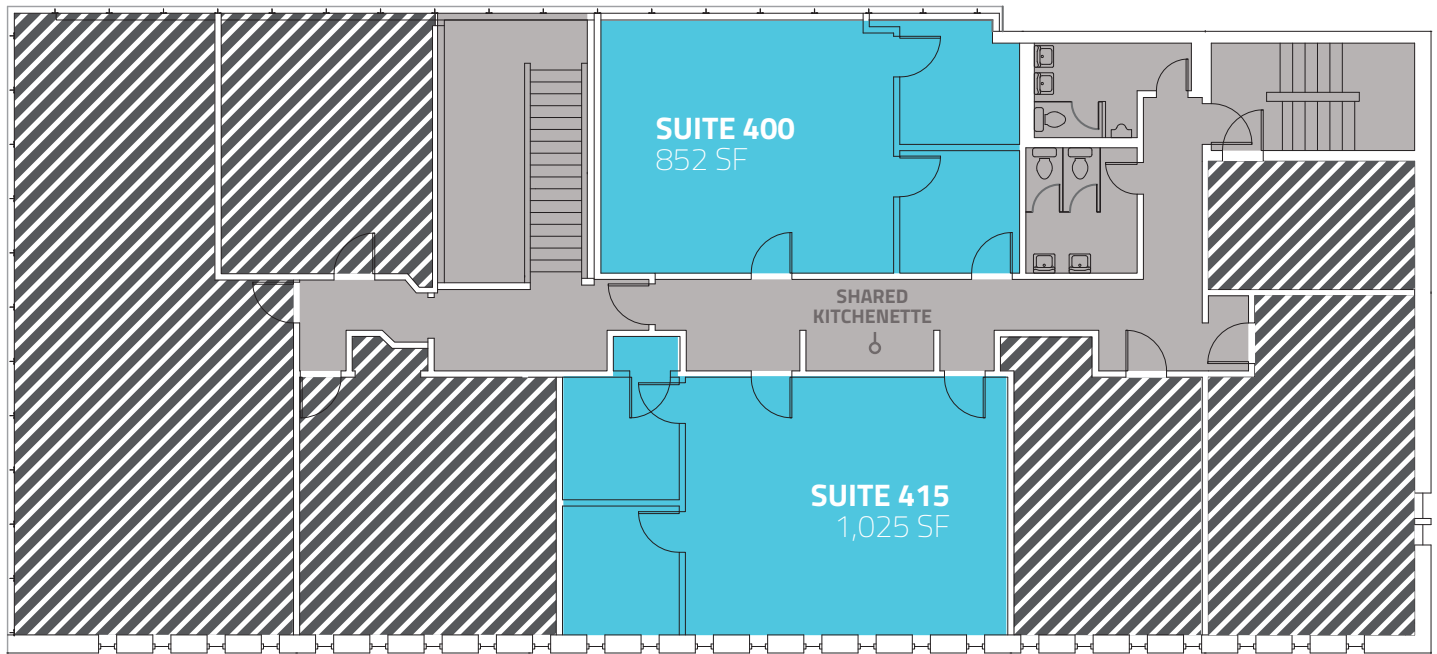 SUITE 400
852 SF
SHARED
KITCHENETTE
SUITE 415
1,025 SF